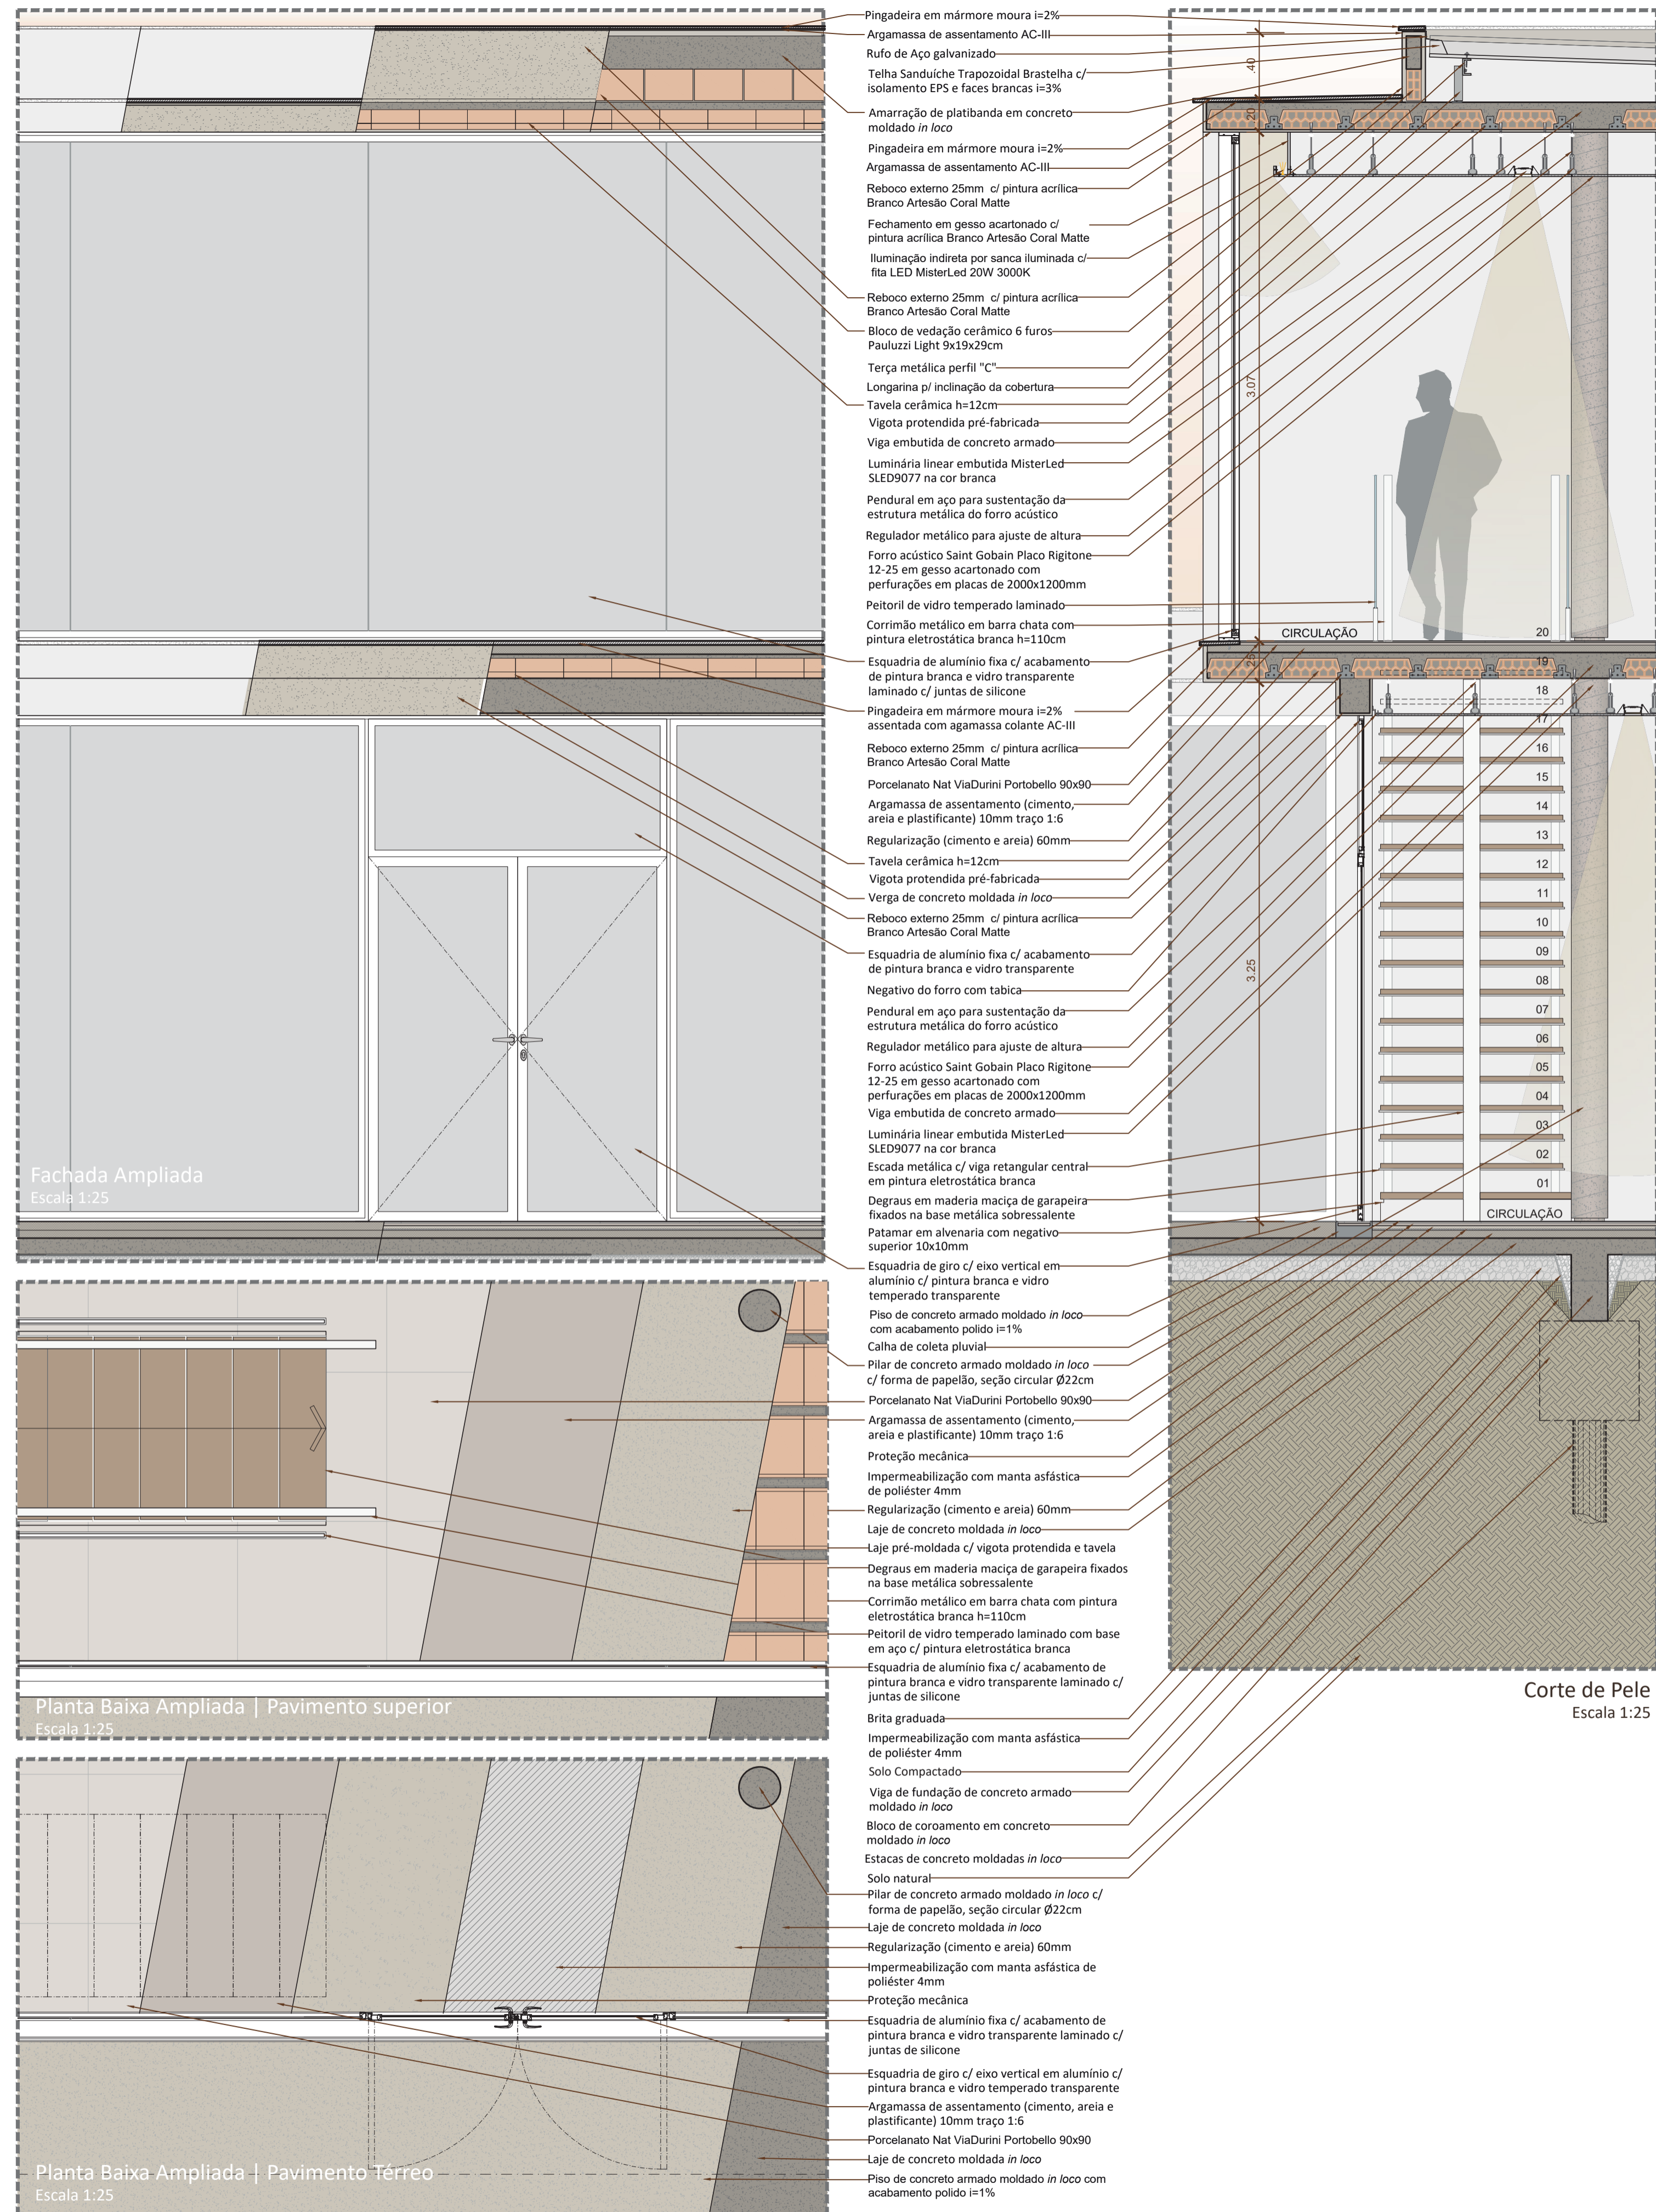 Pingadeira em mármore moura i=2%
Argamassa de assentamento AC-III
Rufo de Aço galvanizado
Telha Sanduíche Trapozoidal Brastelha c/
isolamento EPS e faces brancas i=3%
Amarração de platibanda em concreto
moldado in loco
Pingadeira em mármore moura i=2%
Argamassa de assentamento AC-III
Reboco externo 25mm c/ pintura acrílica
Branco Artesão Coral Matte
Fechamento em gesso acartonado c/
pintura acrílica Branco Artesão Coral Matte
Iluminação indireta por sanca iluminada c/
fita LED MisterLed 20W 3000K
Reboco externo 25mm c/ pintura acrílica
Branco Artesão Coral Matte
Bloco de vedação cerâmico 6 furos
Pauluzzi Light 9x19x29cm
Terça metálica perfil "C"
Longarina p/ inclinação da cobertura
Tavela cerâmica h=12cm
Vigota protendida pré-fabricada
Viga embutida de concreto armado
Luminária linear embutida MisterLed
SLED9077 na cor branca
Pendural em aço para sustentação da
estrutura metálica do forro acústico
Regulador metálico para ajuste de altura
Forro acústico Saint Gobain Placo Rigitone
12-25 em gesso acartonado com
perfurações em placas de 2000x1200mm
Peitoril de vidro temperado laminado
Corrimão metálico em barra chata com
pintura eletrostática branca h=110cm
Esquadria de alumínio fixa c/ acabamento
de pintura branca e vidro transparente
laminado c/ juntas de silicone
Pingadeira em mármore moura i=2%
assentada com agamassa colante AC-III
Reboco externo 25mm c/ pintura acrílica
Branco Artesão Coral Matte
Porcelanato Nat ViaDurini Portobello 90x90
Argamassa de assentamento (cimento,
areia e plastificante) 10mm traço 1:6
Regularização (cimento e areia) 60mm
Tavela cerâmica h=12cm
Vigota protendida pré-fabricada
Verga de concreto moldada in loco
Reboco externo 25mm c/ pintura acrílica
Branco Artesão Coral Matte
Esquadria de alumínio fixa c/ acabamento
de pintura branca e vidro transparente
Negativo do forro com tabica
Pendural em aço para sustentação da
estrutura metálica do forro acústico
Regulador metálico para ajuste de altura
Forro acústico Saint Gobain Placo Rigitone
12-25 em gesso acartonado com
perfurações em placas de 2000x1200mm
Viga embutida de concreto armado
Luminária linear embutida MisterLed
SLED9077 na cor branca
Escada metálica c/ viga retangular central
em pintura eletrostática branca
Degraus em maderia maciça de garapeira
fixados na base metálica sobressalente
Patamar em alvenaria com negativo
superior 10x10mm
Esquadria de giro c/ eixo vertical em
alumínio c/ pintura branca e vidro
temperado transparente
Piso de concreto armado moldado in loco
com acabamento polido i=1%
Calha de coleta pluvial
Pilar de concreto armado moldado in loco
c/ forma de papelão, seção circular Ø22cm
Porcelanato Nat ViaDurini Portobello 90x90
Argamassa de assentamento (cimento,
areia e plastificante) 10mm traço 1:6
Proteção mecânica
Impermeabilização com manta asfástica
de poliéster 4mm
Regularização (cimento e areia) 60mm
Laje de concreto moldada in loco
Laje pré-moldada c/ vigota protendida e tavela
Degraus em maderia maciça de garapeira fixados
na base metálica sobressalente
Corrimão metálico em barra chata com pintura
eletrostática branca h=110cm
Peitoril de vidro temperado laminado com base
em aço c/ pintura eletrostática branca
Esquadria de alumínio fixa c/ acabamento de
pintura branca e vidro transparente laminado c/
juntas de silicone
Brita graduada
Impermeabilização com manta asfástica
de poliéster 4mm
Solo Compactado
Viga de fundação de concreto armado
moldado in loco
Bloco de coroamento em concreto
moldado in loco
Estacas de concreto moldadas in loco
Solo natural
Pilar de concreto armado moldado in loco c/
forma de papelão, seção circular Ø22cm
Laje de concreto moldada in loco
Regularização (cimento e areia) 60mm
Impermeabilização com manta asfástica de
poliéster 4mm
Proteção mecânica
Esquadria de alumínio fixa c/ acabamento de
pintura branca e vidro transparente laminado c/
juntas de silicone
Esquadria de giro c/ eixo vertical em alumínio c/
pintura branca e vidro temperado transparente
Argamassa de assentamento (cimento, areia e
plastificante) 10mm traço 1:6
Porcelanato Nat ViaDurini Portobello 90x90
Laje de concreto moldada in loco
Piso de concreto armado moldado in loco com
acabamento polido i=1%
Fachada Ampliada
Escala 1:25
Planta Baixa Ampliada | Pavimento superior
Escala 1:25
Planta Baixa Ampliada | Pavimento Térreo
Escala 1:25
.40
.20
3.07
CIRCULAÇÃO
20
19
18
17
16
15
14
13
12
11
10
09
08
07
06
05
04
03
02
01
3.25
CIRCULAÇÃO
Corte de Pele
Escala 1:25